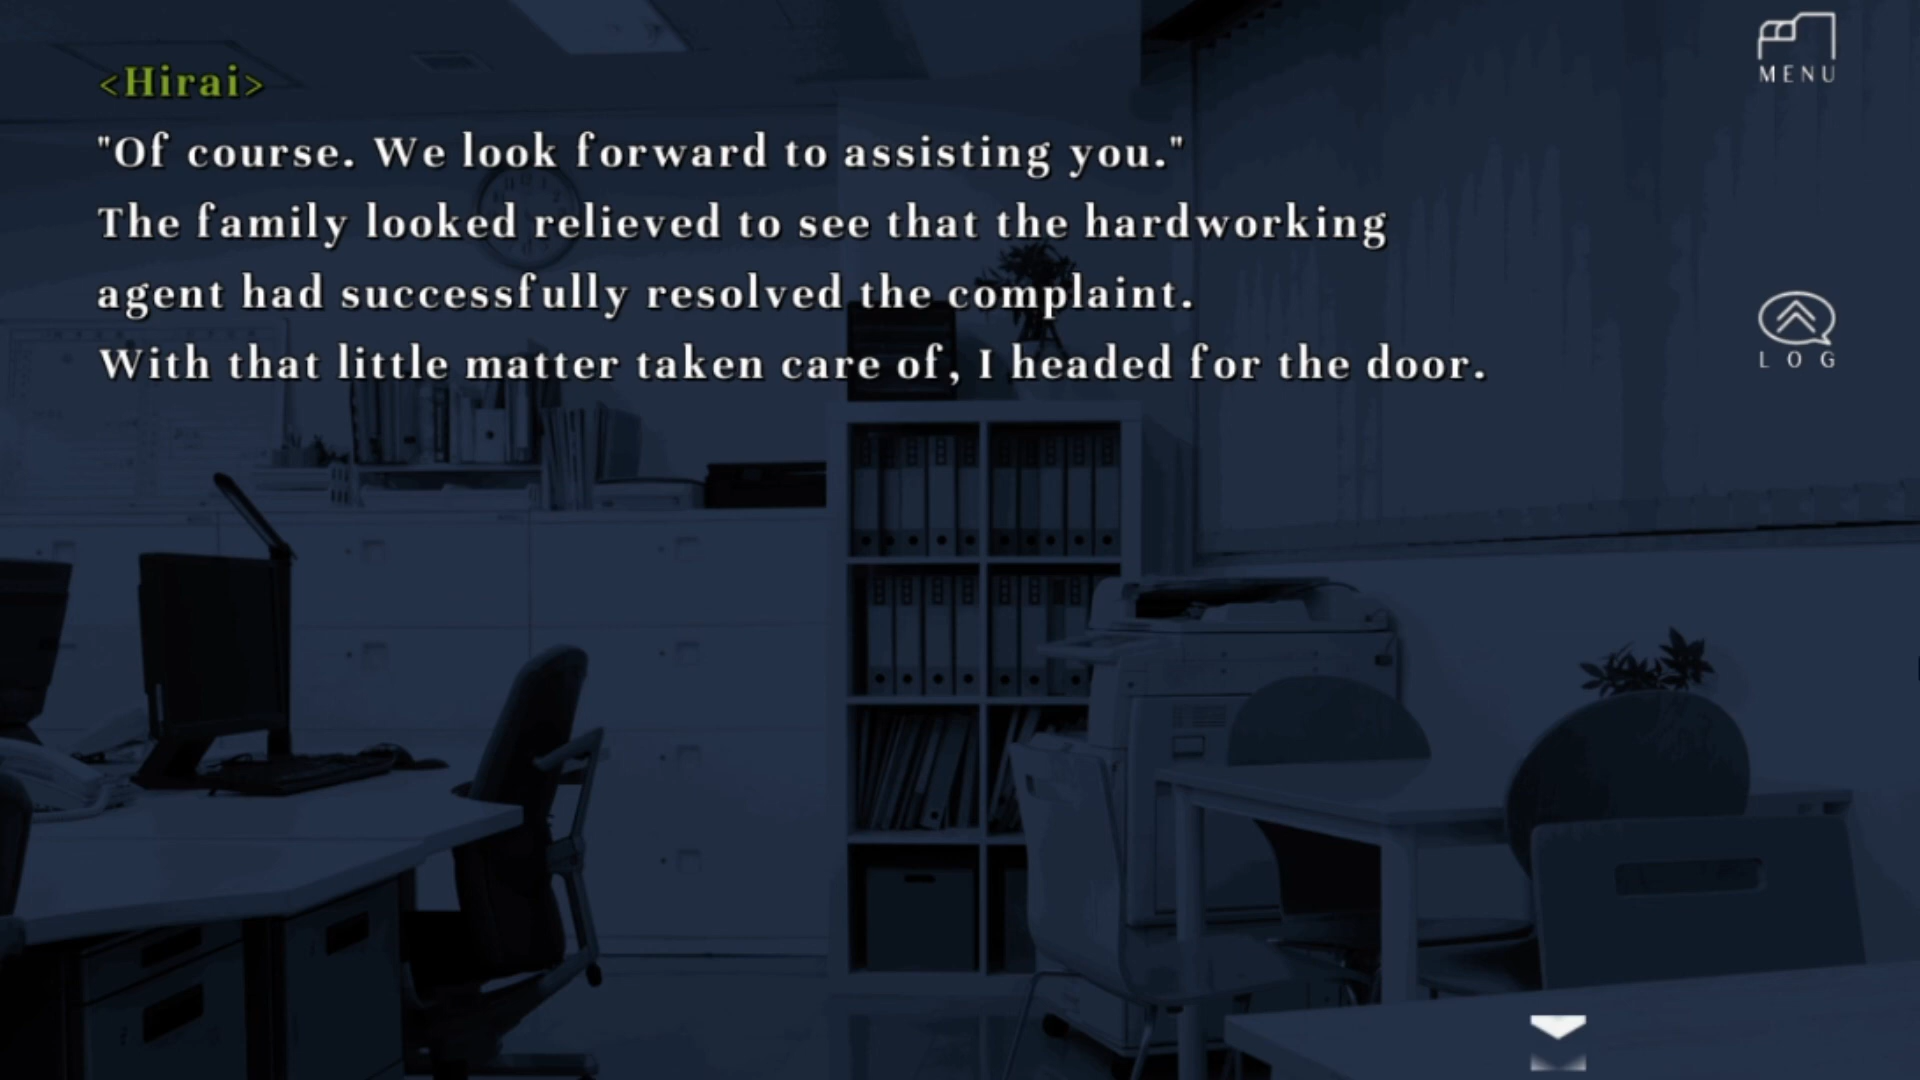 <Hirai>
"Of course. We look forward to assisting you."
The family looked relieved to see that the hardworking
agent had successfully resolved the complaint.
With that little matter taken care of, I headed for the door.
MENU
LOG